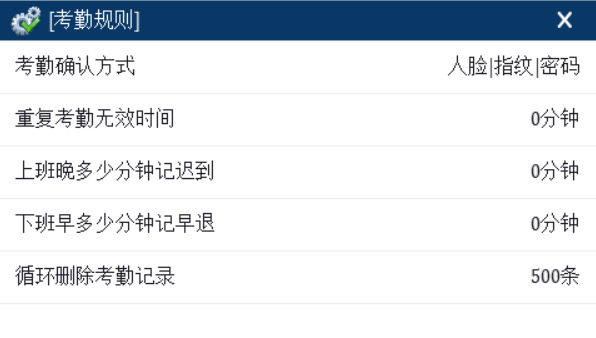 [考勤规则]
考勤确认方式 人脸|指纹|密码
重复考勤无效时间 0分钟
上班晚多少分钟记迟到 0分钟
下班早多少分钟记早退 0分钟
循环删除考勤记录 500条